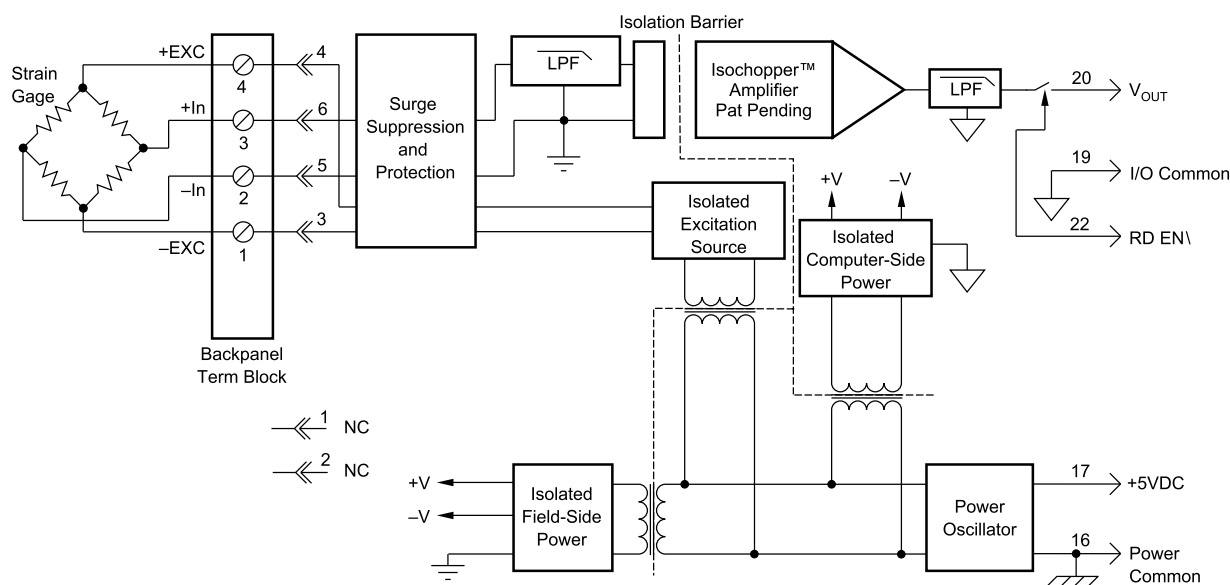 Isolation Barrier
+EXC
4
4
Strain
Gage
LPF
Isochopper™
Amplifier
Pat Pending
LPF
20
VOUT
+In
3
6
Surge
Suppression
and
Protection
–In
2
5
19
I/O Common
+V
–V
–EXC
1
3
Isolated
Excitation
Source
Isolated
Computer-Side
Power
22
RD EN\
Backpanel
Term Block
1
NC
2
NC
+V
–V
Isolated
Field-Side
Power
Power
Oscillator
17
+5VDC
16
Power
Common